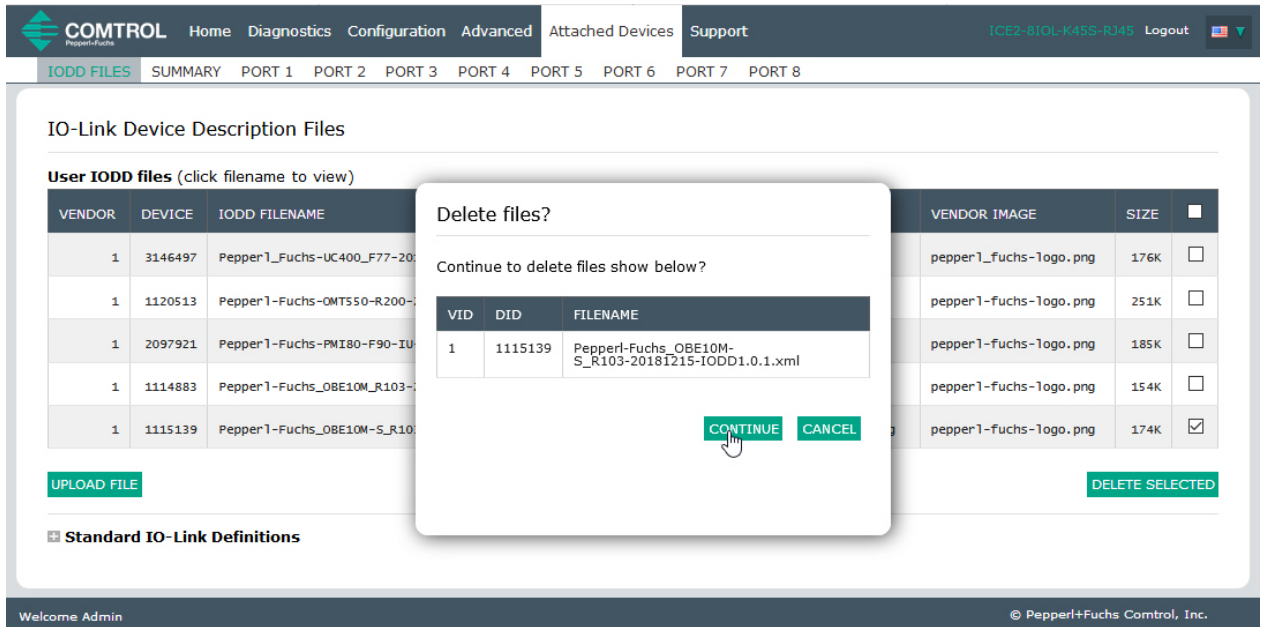 COMTROL
Pepperl+Fuchs
Home Diagnostics Configuration Advanced Attached Devices Support
ICE2-8IOL-K45S-RJ45 Logout
IODD FILES SUMMARY PORT 1 PORT 2 PORT 3 PORT 4 PORT 5 PORT 6 PORT 7 PORT 8
IO-Link Device Description Files
User IODD files (click filename to view)
VENDOR DEVICE IODD FILENAME VENDOR IMAGE SIZE
1 3146497 Pepperl_Fuchs-UC400_F77-20 pepperl_fuchs-logo.png 176K
1 1120513 Pepperl-Fuchs-OMT550-R200- pepperl-fuchs-logo.png 251K
1 2097921 Pepperl-Fuchs-PMI80-F90-IU pepperl-fuchs-logo.png 185K
1 1114883 Pepperl-Fuchs_OBE10M_R103- pepperl-fuchs-logo.png 154K
1 1115139 Pepperl-Fuchs_OBE10M-S_R10 g pepperl-fuchs-logo.png 174K
Delete files?
Continue to delete files show below?
VID DID FILENAME
1 1115139 Pepperl-Fuchs_OBE10M-
S_R103-20181215-IODD1.0.1.xml
CONTINUE CANCEL
UPLOAD FILE DELETE SELECTED
Standard IO-Link Definitions
Welcome Admin © Pepperl+Fuchs Comtrol, Inc.